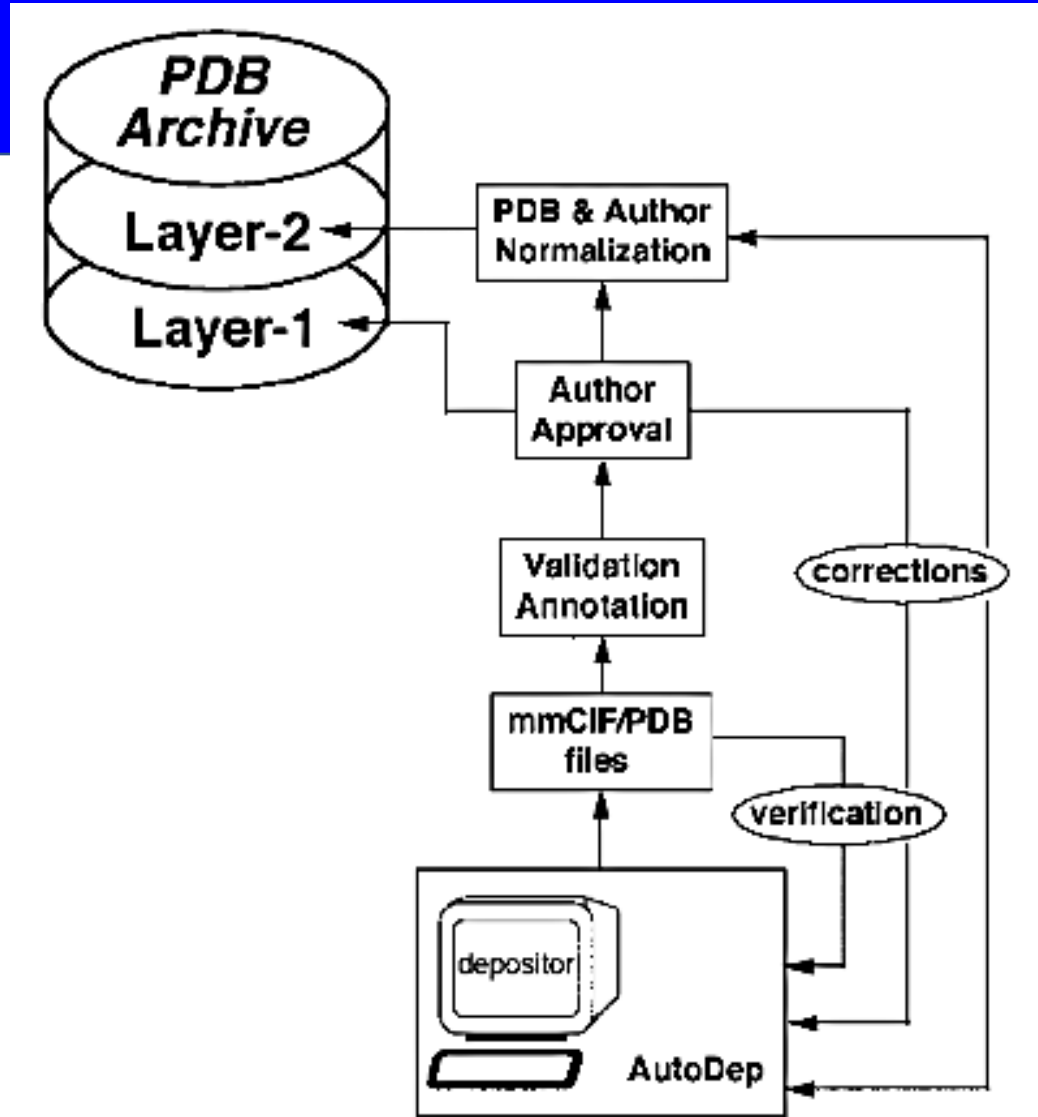 PDB
Archive
Layer-2
Layer-1
PDB & Author
Normalization
Author
Approval
Validation
Annotation
corrections
mmCIF/PDB
files
verification
depositor
AutoDep